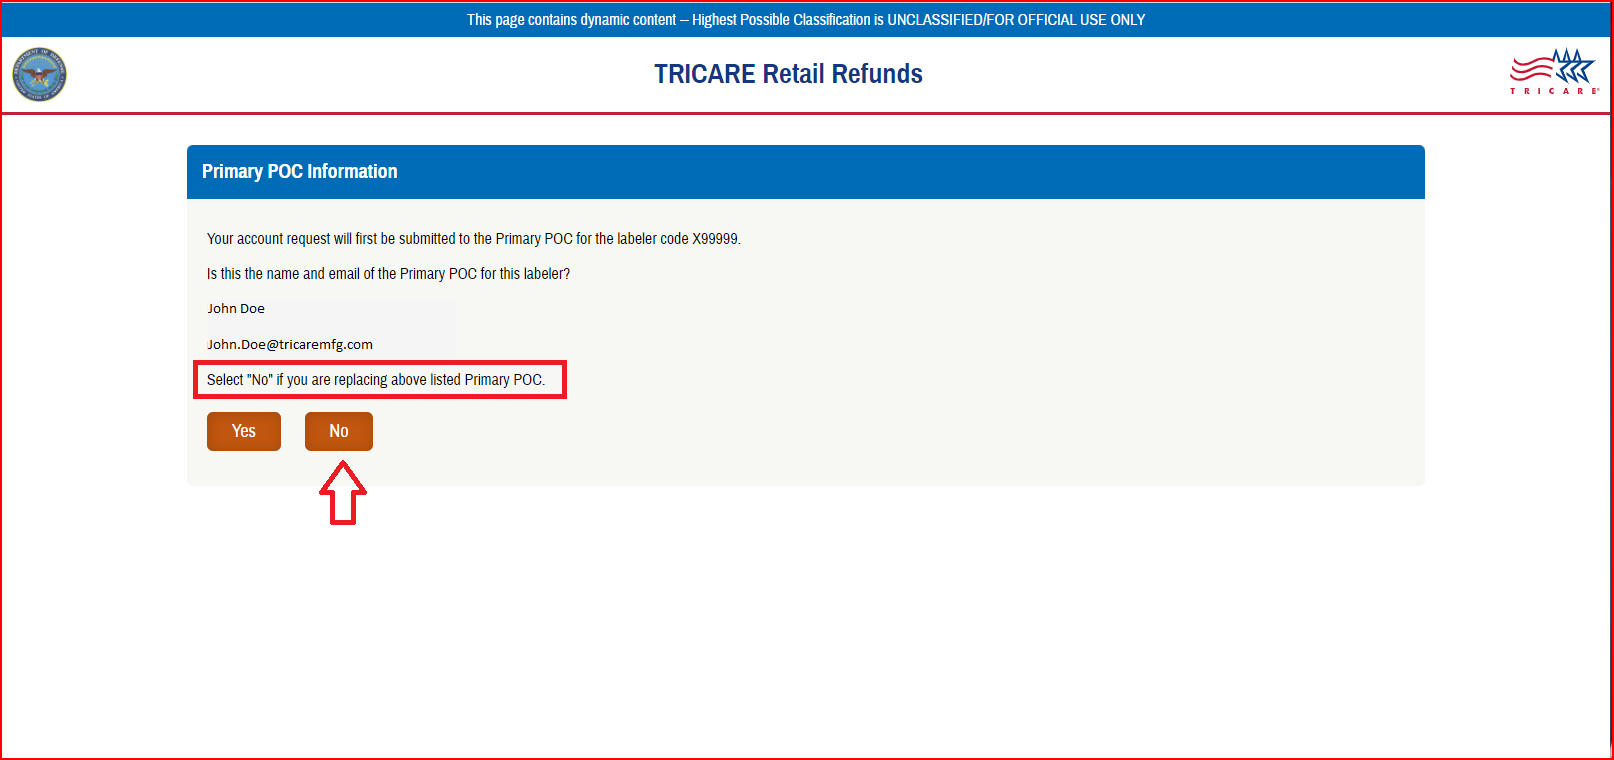 This page contains dynamic content – Highest Possible Classification is UNCLASSIFIED/FOR OFFICIAL USE ONLY
TRICARE Retail Refunds
TRICARE
Primary POC Information
Your account request will first be submitted to the Primary POC for the labeler code X99999.
Is this the name and email of the Primary POC for this labeler?
John Doe
John.Doe@tricaremfg.com
Select "No" if you are replacing above listed Primary POC.
Yes No